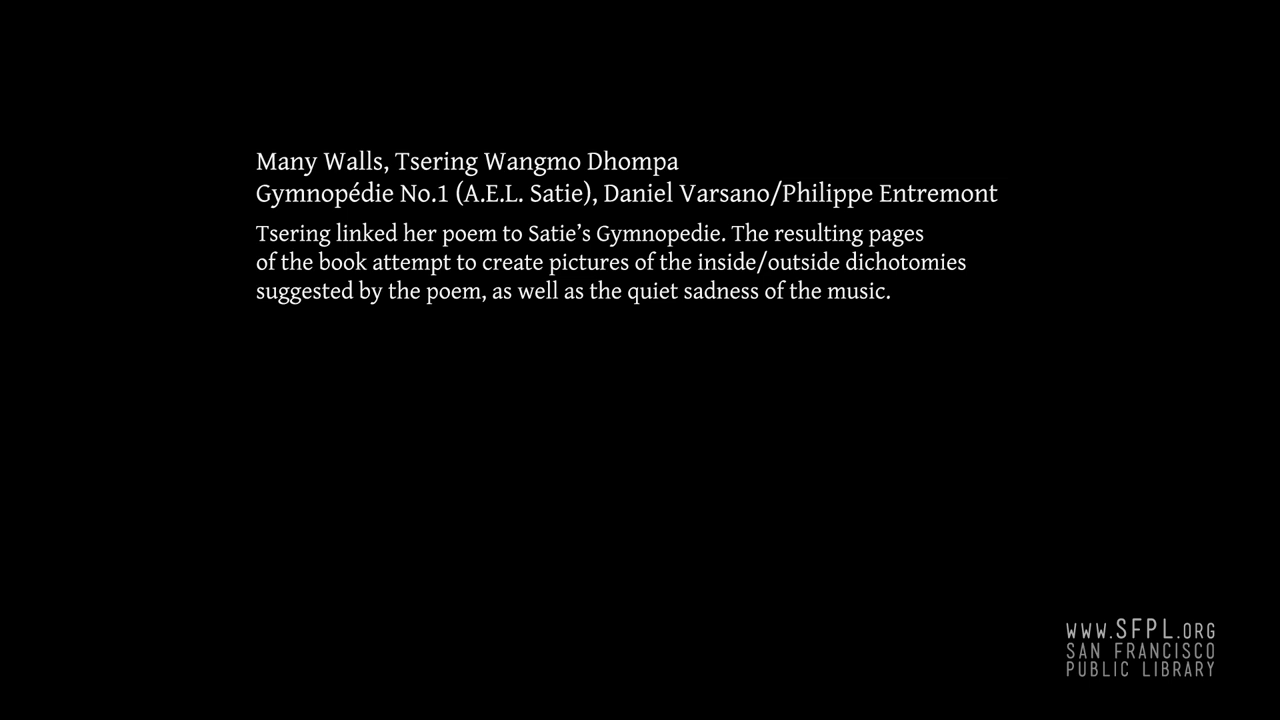 Many Walls, Tsering Wangmo Dhompa
Gymnopédie No.1 (A.E.L. Satie), Daniel Varsano/Philippe Entremont
Tsering linked her poem to Satie’s Gymnopedie. The resulting pages
of the book attempt to create pictures of the inside/outside dichotomies
suggested by the poem, as well as the quiet sadness of the music.
WWW.SFPL.ORG
SAN FRANCISCO
PUBLIC LIBRARY